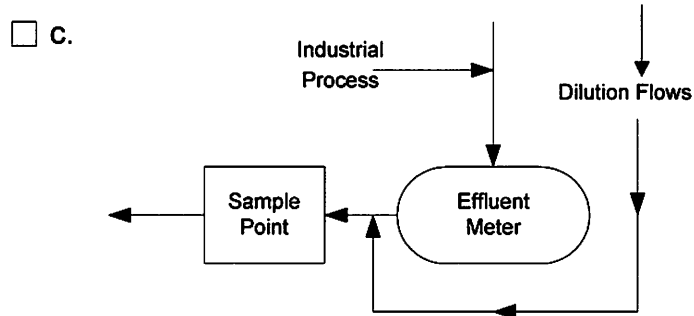 C.
Industrial
Process
Dilution Flows
Sample
Point
Effluent
Meter